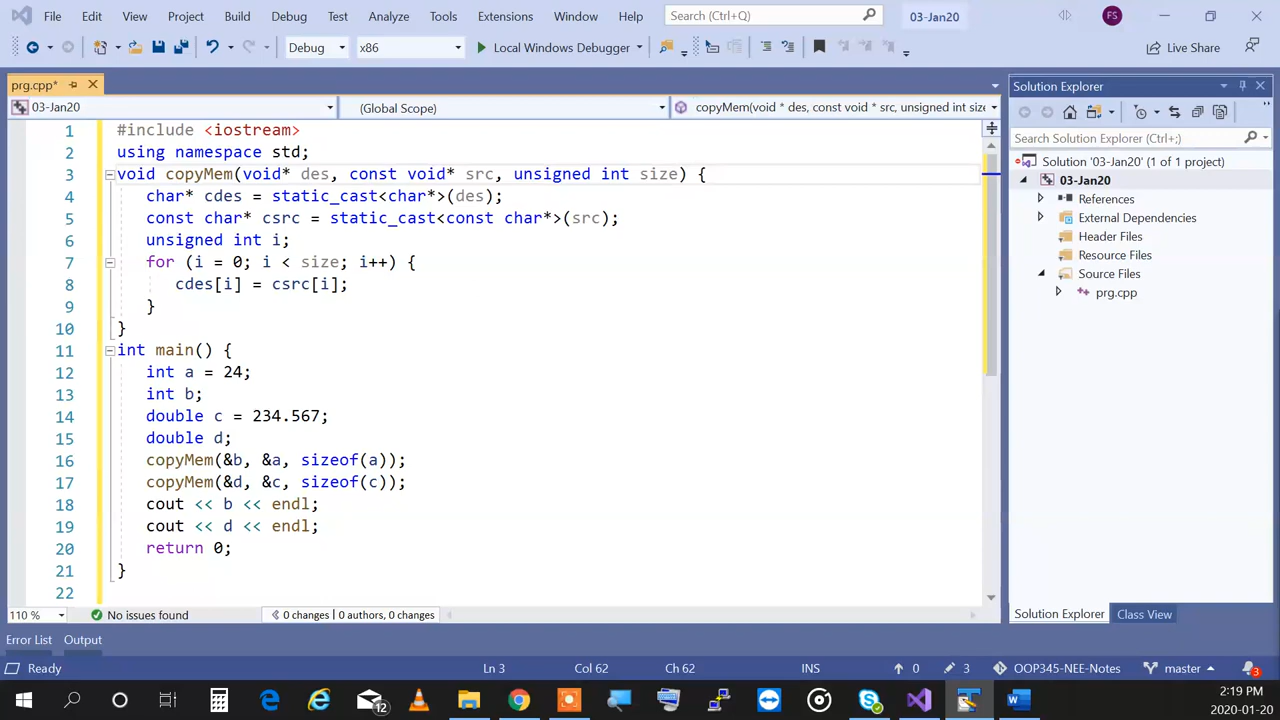 File Edit View Project Build Debug Test Analyze Tools Extensions Window Help Search (Ctrl+Q) 03-Jan20 FS
Debug x86 Local Windows Debugger Live Share
prg.cpp*
03-Jan20 (Global Scope) copyMem(void * des, const void * src, unsigned int size
1 #include <iostream>
2 using namespace std;
3 void copyMem(void* des, const void* src, unsigned int size) {
4 char* cdes = static_cast<char*>(des);
5 const char* csrc = static_cast<const char*>(src);
6 unsigned int i;
7 for (i = 0; i < size; i++) {
8 cdes[i] = csrc[i];
9 }
10 }
11 int main() {
12 int a = 24;
13 int b;
14 double c = 234.567;
15 double d;
16 copyMem(&b, &a, sizeof(a));
17 copyMem(&d, &c, sizeof(c));
18 cout << b << endl;
19 cout << d << endl;
20 return 0;
21 }
22
110 % No issues found 0 changes | 0 authors, 0 changes
Solution Explorer
Search Solution Explorer (Ctrl+;)
Solution '03-Jan20' (1 of 1 project)
03-Jan20
References
External Dependencies
Header Files
Resource Files
Source Files
prg.cpp
Solution Explorer Class View
Error List Output
Ready Ln 3 Col 62 Ch 62 INS 0 3 OOP345-NEE-Notes master 3
12
2:19 PM
2020-01-20